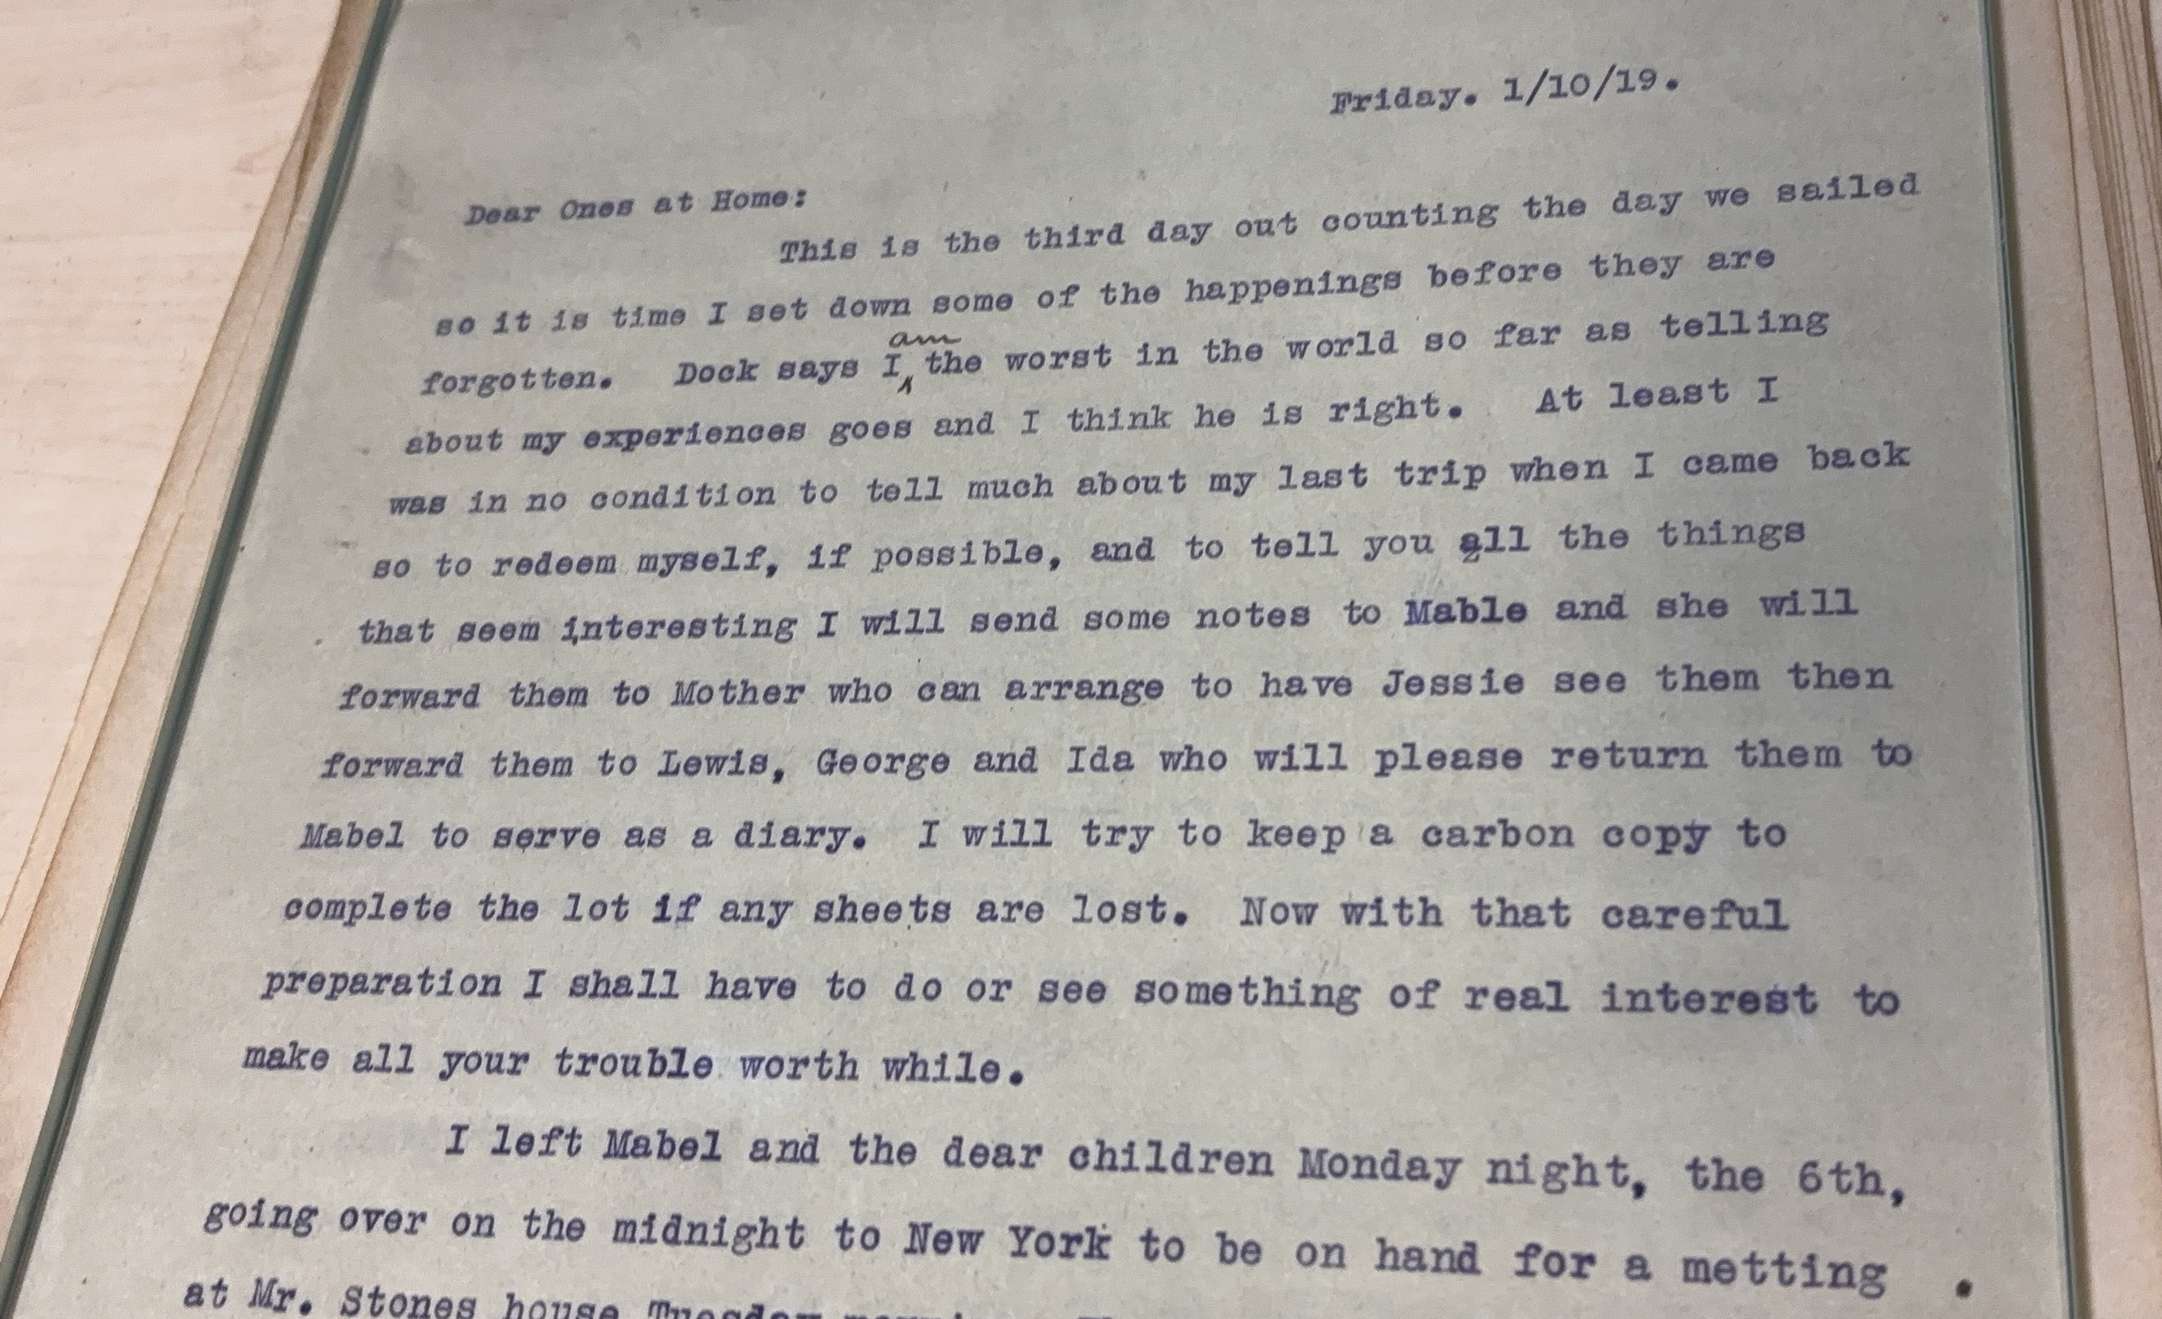 Friday. 1/10/19.
Dear Ones at Home:
This is the third day out counting the day we sailed
so it is time I set down some of the happenings before they are
forgotten. Dock says I am the worst in the world so far as telling
about my experiences goes and I think he is right. At least I
was in no condition to tell much about my last trip when I came back
so to redeem myself, if possible, and to tell you all the things
that seem interesting I will send some notes to Mable and she will
forward them to Mother who can arrange to have Jessie see them then
forward them to Lewis, George and Ida who will please return them to
Mabel to serve as a diary. I will try to keep a carbon copy to
complete the lot if any sheets are lost. Now with that careful
preparation I shall have to do or see something of real interest to
make all your trouble worth while.
I left Mabel and the dear children Monday night, the 6th,
going over on the midnight to New York to be on hand for a metting
at Mr. Stones house Tuesday